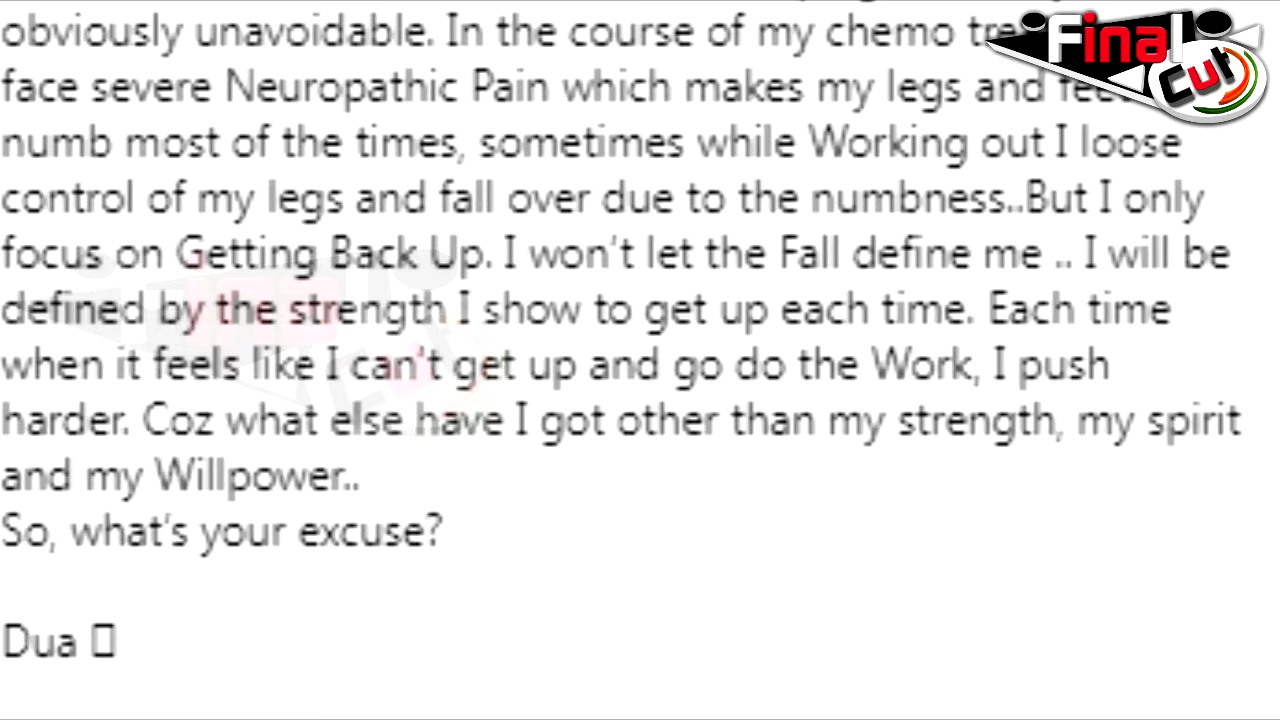 obviously unavoidable. In the course of my chemo
face severe Neuropathic Pain which makes my legs and
numb most of the times, sometimes while Working out I loose
control of my legs and fall over due to the numbness..But I only
focus on Getting Back Up. I won't let the Fall define me .. I will be
defined by the strength I show to get up each time. Each time
when it feels like I can't get up and go do the Work, I push
harder. Coz what else have I got other than my strength, my spirit
and my Willpower..
So, what's your excuse?
Dua
Final
Cut